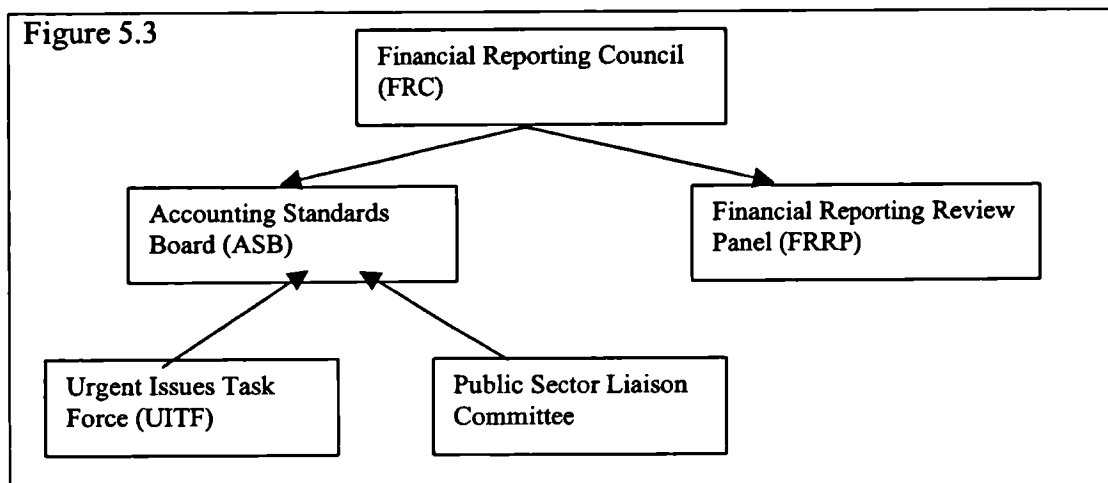 Figure 5.3
Financial Reporting Council
(FRC)
Accounting Standards
Board (ASB)
Financial Reporting Review
Panel (FRRP)
Urgent Issues Task
Force (UITF)
Public Sector Liaison
Committee